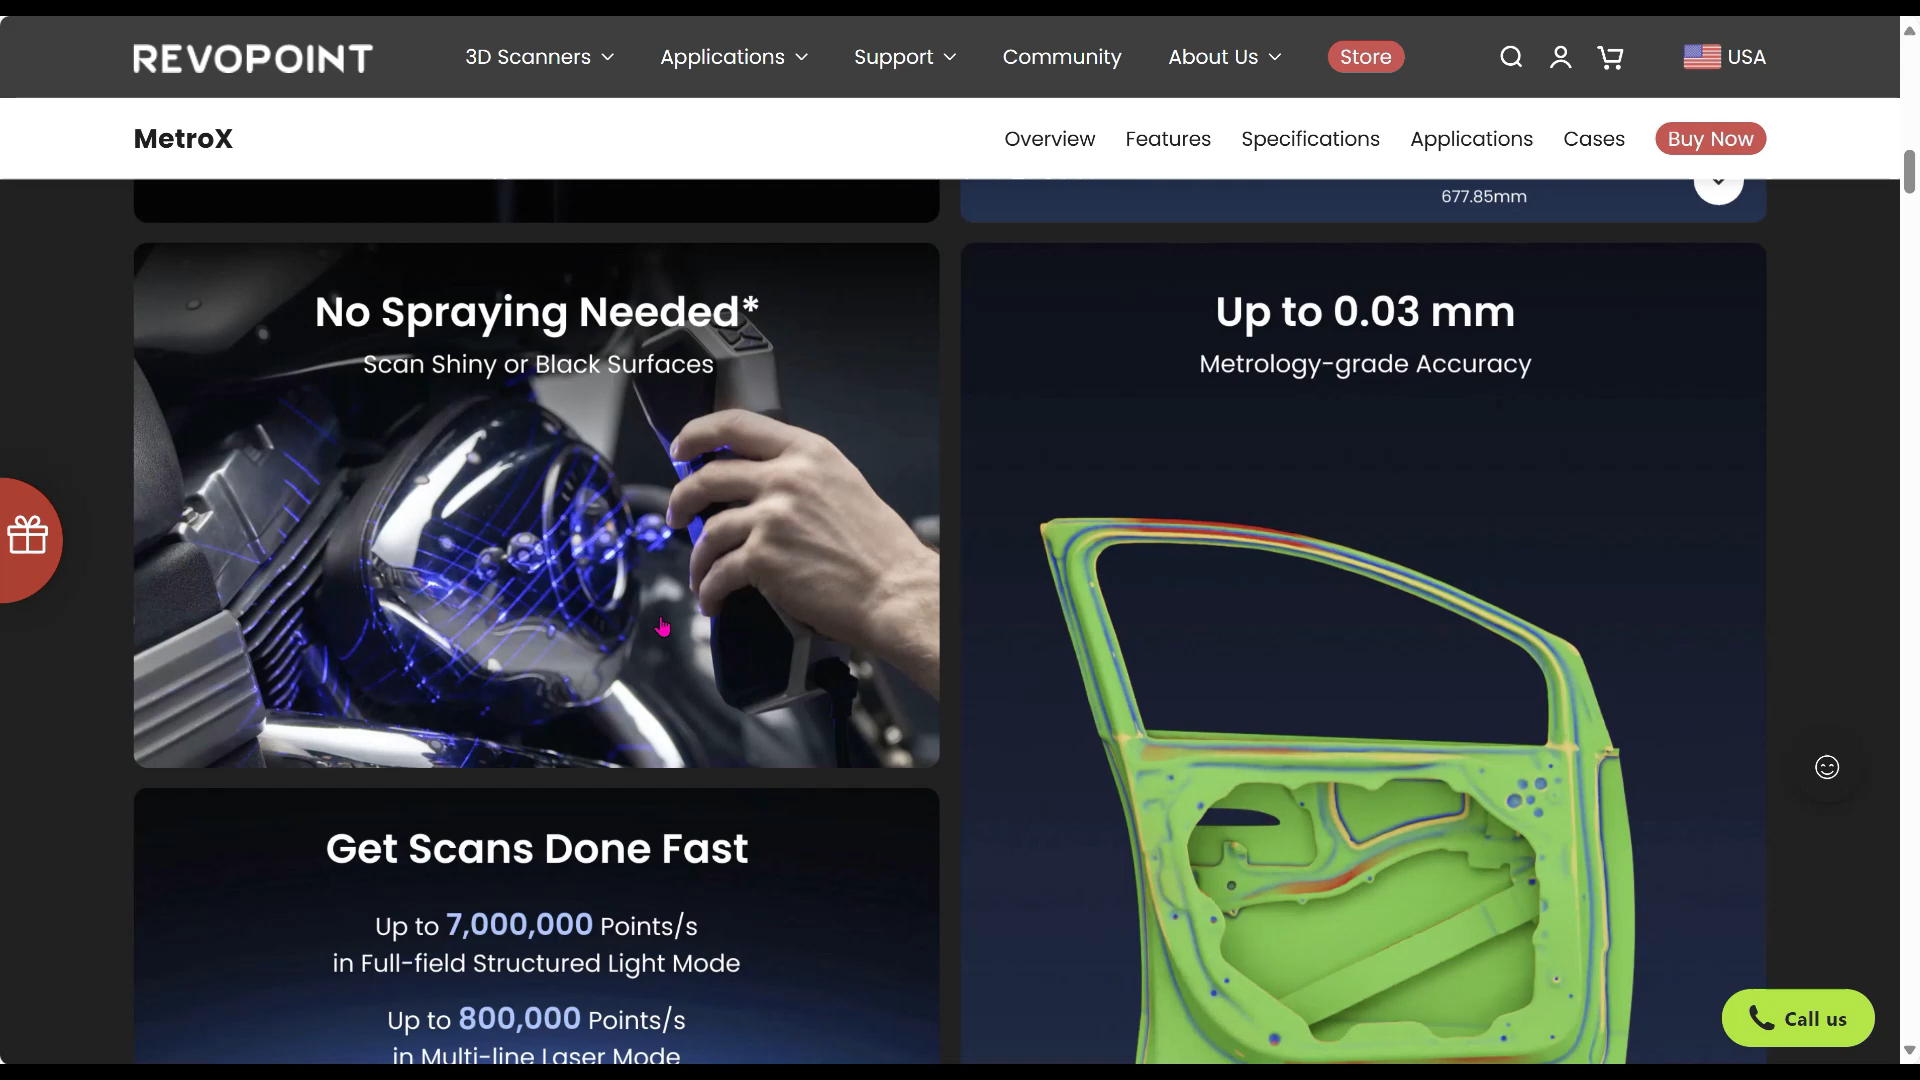 REVOPOINT
3D Scanners
Applications
Support
Community
About Us
Store
USA
MetroX
Overview
Features
Specifications
Applications
Cases
Buy Now
677.85mm
No Spraying Needed*
Scan Shiny or Black Surfaces
Up to 0.03 mm
Metrology-grade Accuracy
Get Scans Done Fast
Up to 7,000,000 Points/s
in Full-field Structured Light Mode
Up to 800,000 Points/s
in Multi-line Laser Mode
Call us